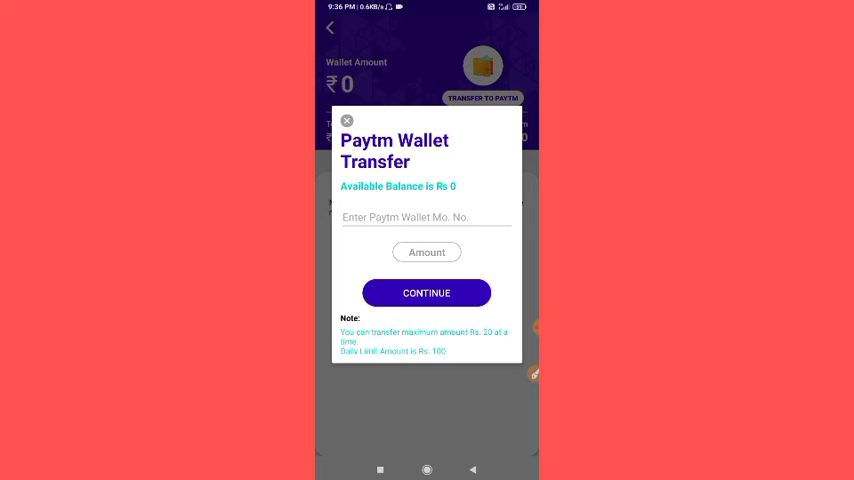 9:36 PM | 0.6KB/s
Wallet Amount
₹0
TRANSFER TO PAYTM
Paytm Wallet
Transfer
Available Balance is Rs 0
Enter Paytm Wallet Mo. No.
Amount
CONTINUE
Note:
You can transfer maximum amount Rs. 20 at a
time.
Daily Limit Amount is Rs. 100